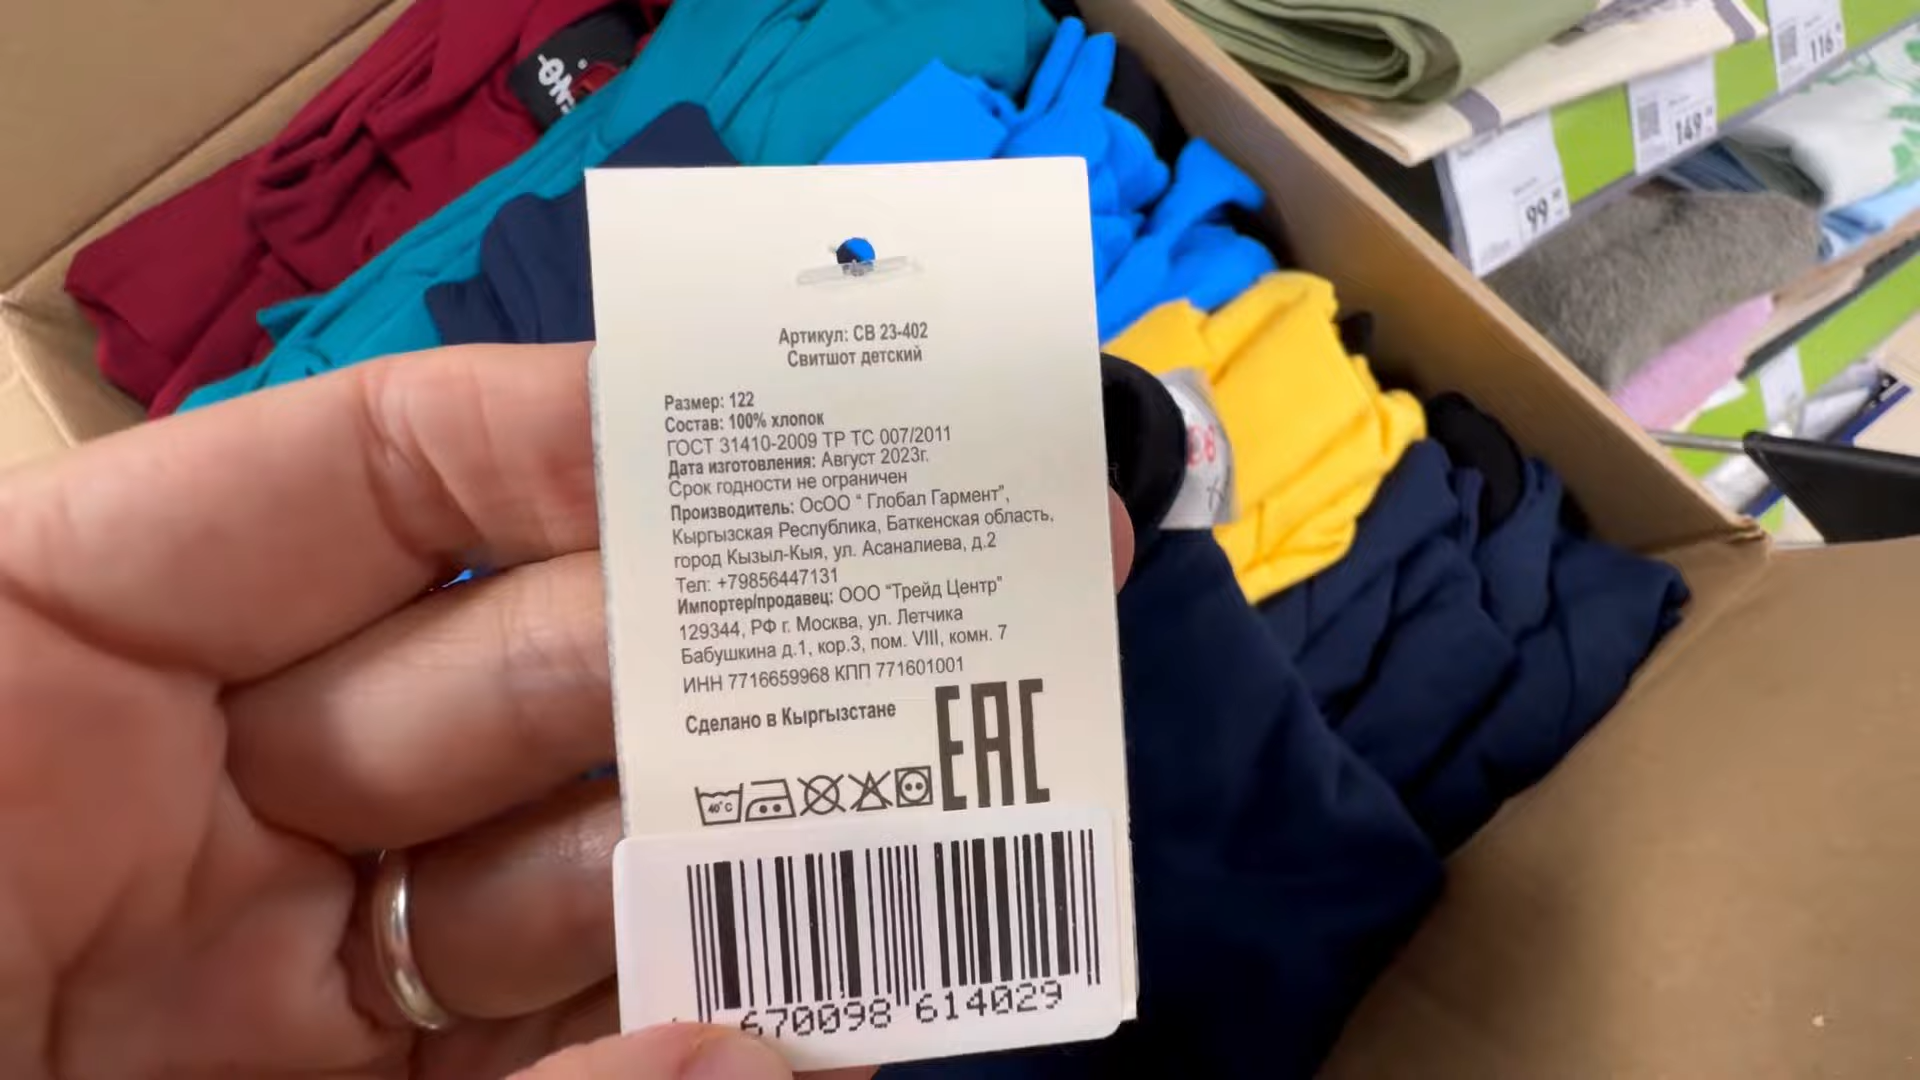 Артикул: СВ 23-402
Свитшот детский
Размер: 122
Состав: 100% хлопок
ГОСТ 31410-2009 ТР ТС 007/2011
Дата изготовления: Август 2023г.
Срок годности не ограничен
Производитель: ОсОО “ Глобал Гармент”,
Кыргызская Республика, Баткенская область,
город Кызыл-Кыя, ул. Асаналиева, д.2
Тел: +79856447131
Импортер/продавец: ООО “Трейд Центр”
129344, РФ г. Москва, ул. Летчика
Бабушкина д.1, кор.3, пом. VIII, комн. 7
ИНН 7716659968 КПП 771601001
Сделано в Кыргызстане
EAC
40°C
670098 614029
116
149
99